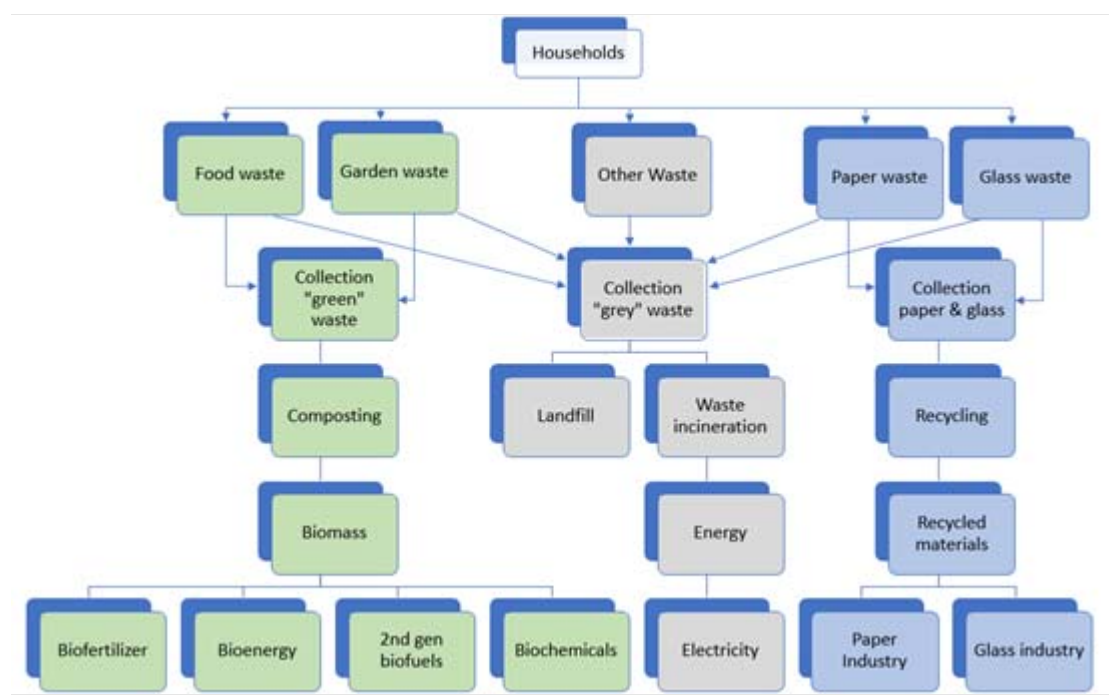 Households
Food waste
Garden waste
Other Waste
Paper waste
Glass waste
Collection
"green"
waste
Collection
"grey" waste
Collection
paper & glass
Composting
Landfill
Waste
incineration
Recycling
Biomass
Energy
Recycled
materials
Biofertilizer
Bioenergy
2nd gen
biofuels
Biochemicals
Electricity
Paper
Industry
Glass industry